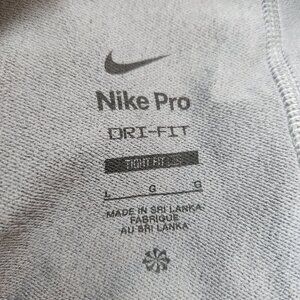 Nike Pro
DRI-FIT
TIGHT FIT
L G G
MADE IN SRI LANKA
FABRIQUE
AU SRI LANKA